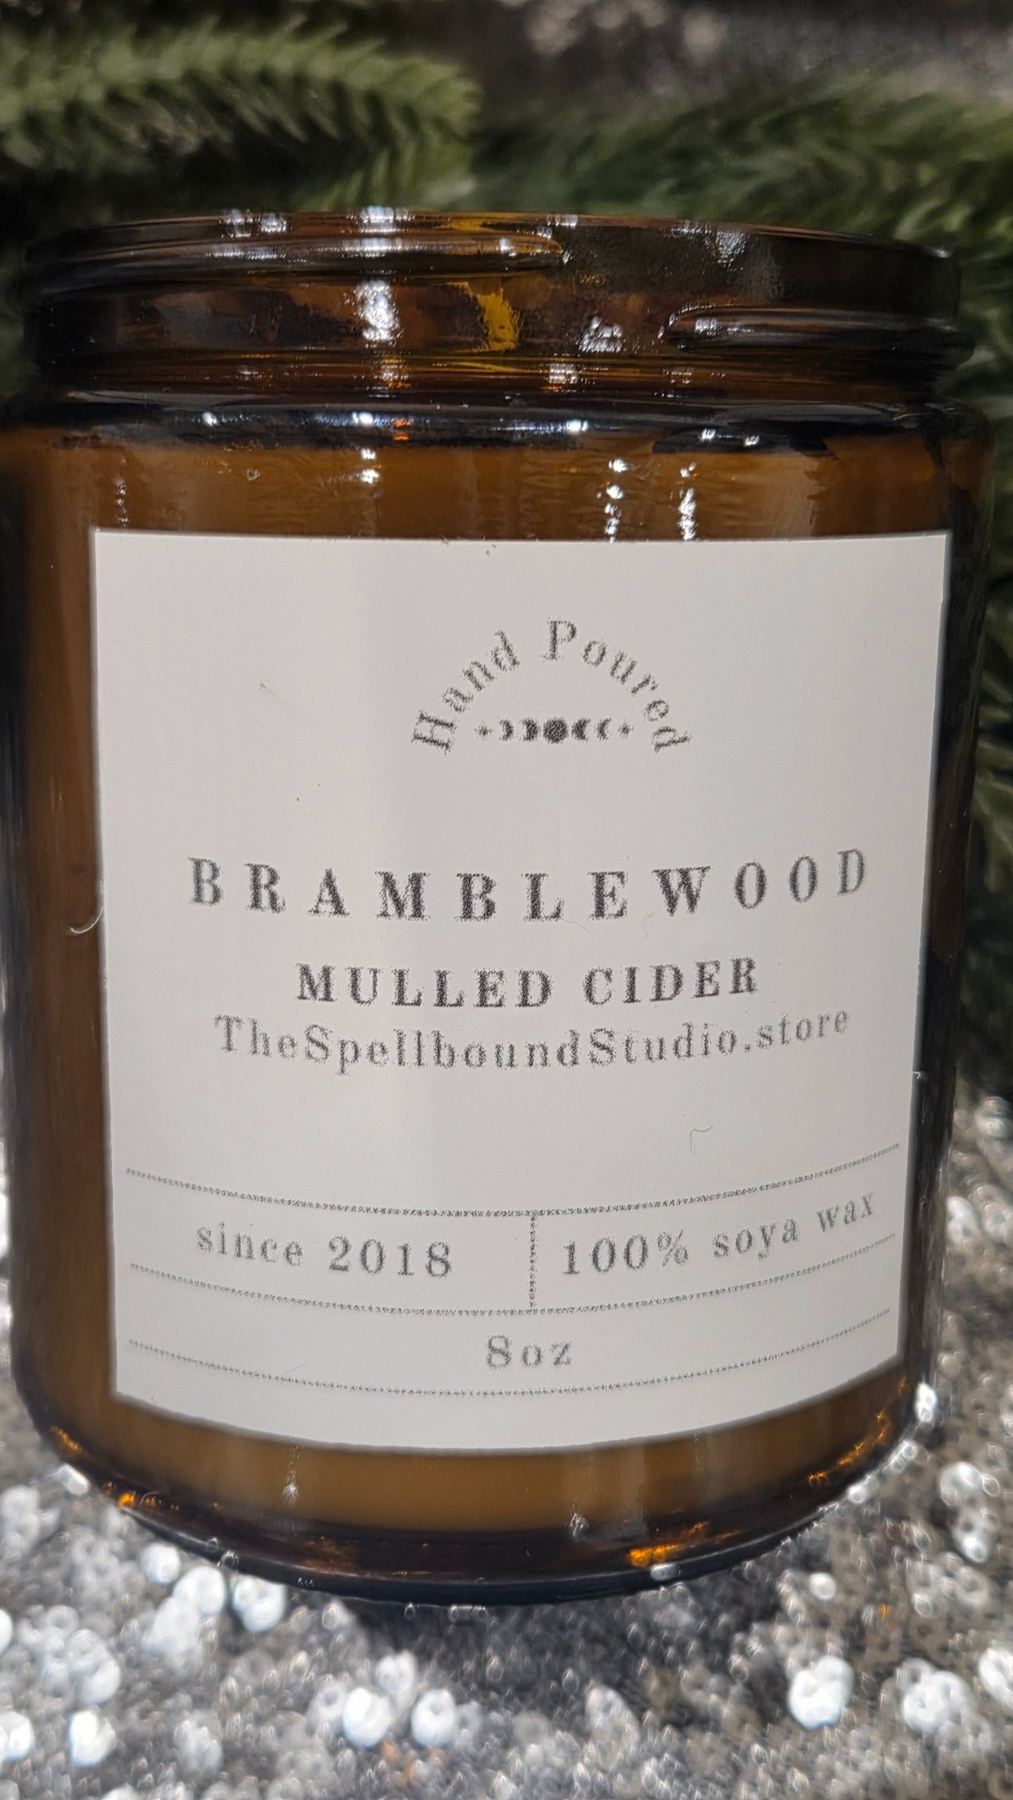 Hand Poured
BRAMBLEWOOD
MULLED CIDER
TheSpellboundStudio.store
since 2018
100% soya wax
8oz